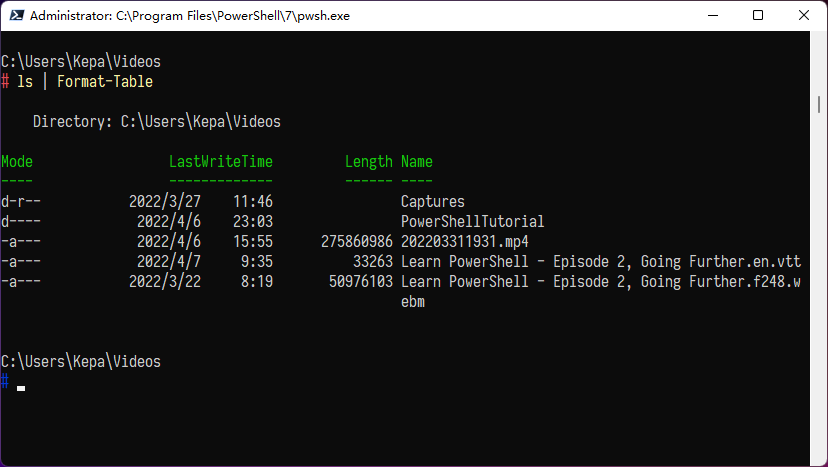 Administrator: C:\Program Files\PowerShell\7\pwsh.exe
C:\Users\Kepa\Videos
# ls | Format-Table
Directory: C:\Users\Kepa\Videos
Mode LastWriteTime Length Name
---- ------------- ------ ----
d-r-- 2022/3/27 11:46 Captures
d---- 2022/4/6 23:03 PowerShellTutorial
-a--- 2022/4/6 15:55 275860986 202203311931.mp4
-a--- 2022/4/7 9:35 33263 Learn PowerShell - Episode 2, Going Further.en.vtt
-a--- 2022/3/22 8:19 50976103 Learn PowerShell - Episode 2, Going Further.f248.w
ebm
C:\Users\Kepa\Videos
#